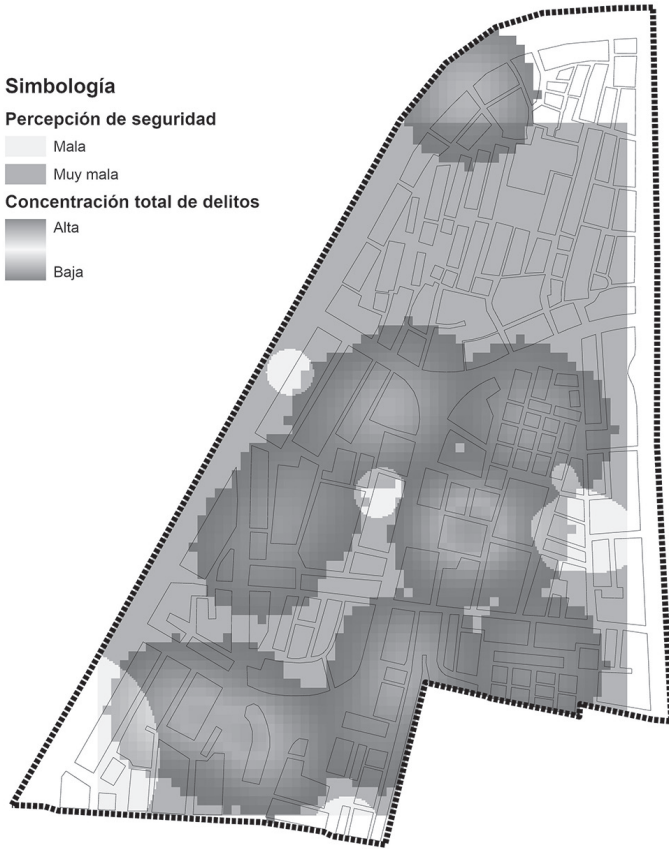 Simbología
Percepción de seguridad
Mala
Muy mala
Concentración total de delitos
Alta
Baja